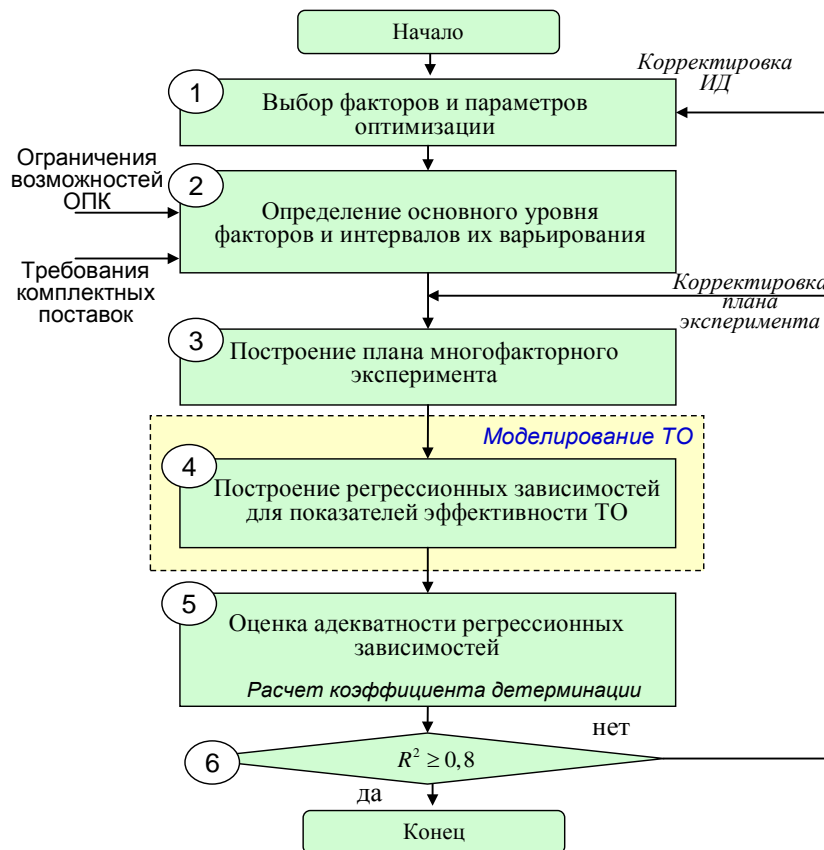 Начало
Корректировка
ИД
1
Выбор факторов и параметров
оптимизации
Ограничения
возможностей
ОПК
2
Определение основного уровня
факторов и интервалов их варьирования
Требования
комплектных
поставок
Корректировка
плана
эксперимента
3
Построение плана многофакторного
эксперимента
Моделирование ТО
4
Построение регрессионных зависимостей
для показателей эффективности ТО
5
Оценка адекватности регрессионных
зависимостей
Расчет коэффициента детерминации
нет
6
R² ≥ 0,8
да
Конец